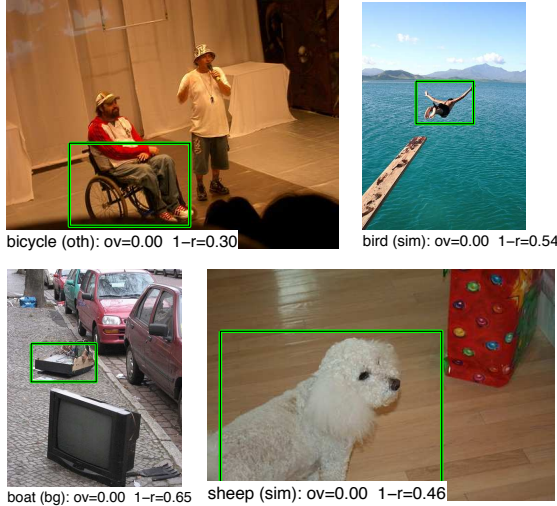 bicycle (oth): ov=0.00 1−r=0.30
bird (sim): ov=0.00 1−r=0.54
boat (bg): ov=0.00 1−r=0.65
sheep (sim): ov=0.00 1−r=0.46